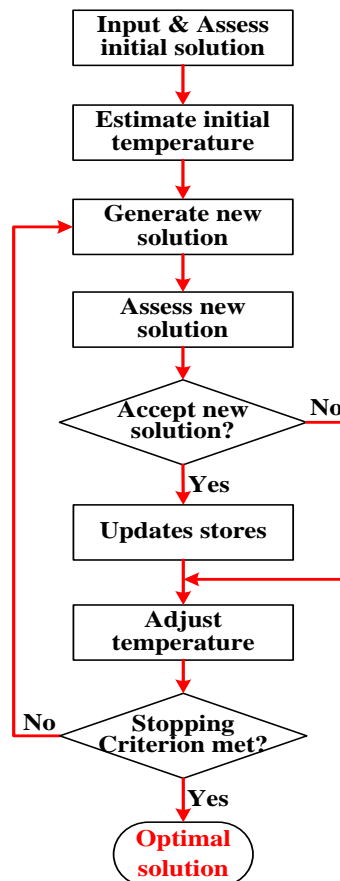 Input & Assess
initial solution
Estimate initial
temperature
Generate new
solution
Assess new
solution
Accept new
solution?
No
Yes
Updates stores
Adjust
temperature
No
Stopping
Criterion met?
Yes
Optimal
solution